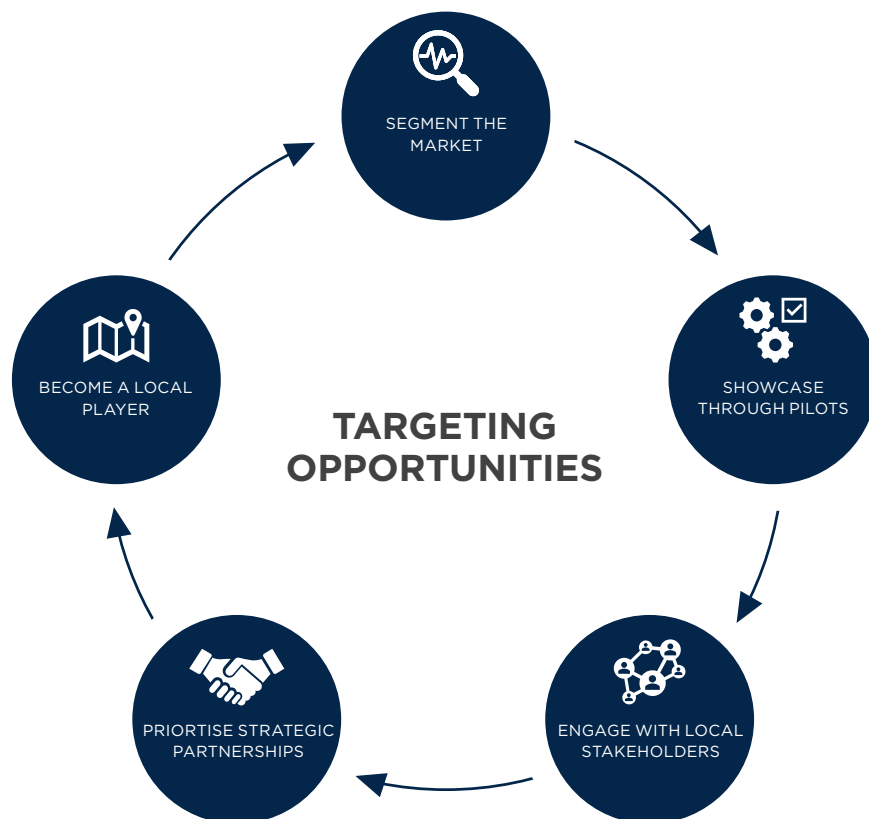 SEGMENT THE
MARKET
SHOWCASE
THROUGH PILOTS
ENGAGE WITH LOCAL
STAKEHOLDERS
PRIORTISE STRATEGIC
PARTNERSHIPS
BECOME A LOCAL
PLAYER
TARGETING
OPPORTUNITIES